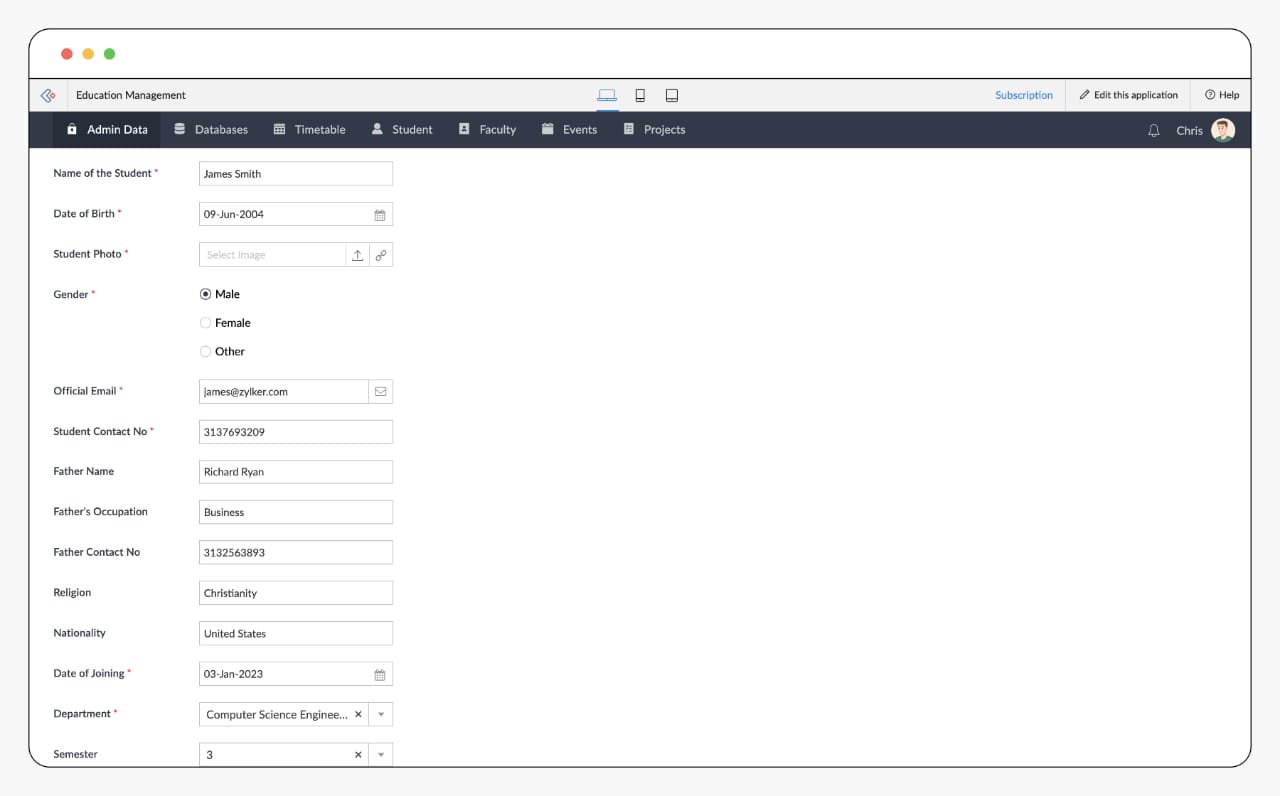 Education Management
Subscription
Edit this application
Help
Admin Data
Databases
Timetable
Student
Faculty
Events
Projects
Chris
Name of the Student * James Smith
Date of Birth * 09-Jun-2004
Student Photo * Select Image
Gender * Male
Female
Other
Official Email * james@zylker.com
Student Contact No * 3137693209
Father Name Richard Ryan
Father's Occupation Business
Father Contact No 3132563893
Religion Christianity
Nationality United States
Date of Joining * 03-Jan-2023
Department * Computer Science Enginee...
Semester 3